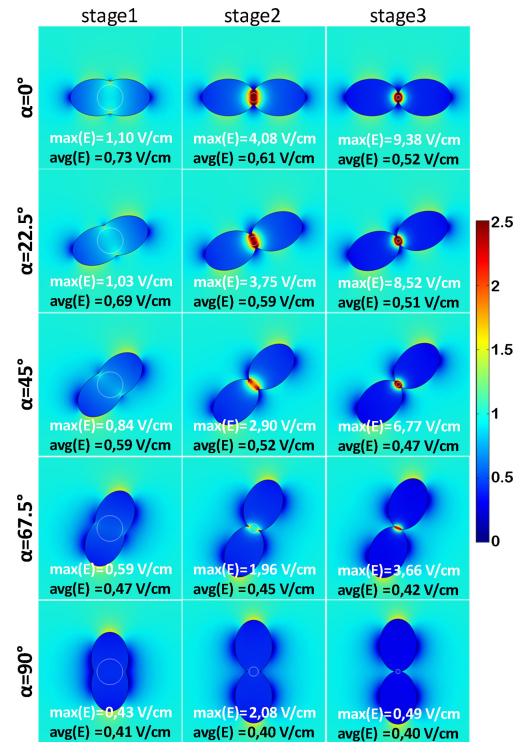 stage1 stage2 stage3
α=0°
max(E)=1,10 V/cm max(E)=4,08 V/cm max(E)=9,38 V/cm
avg(E) =0,73 V/cm avg(E) =0,61 V/cm avg(E) =0,52 V/cm
α=22.5°
max(E)=1,03 V/cm max(E)=3,75 V/cm max(E)=8,52 V/cm
avg(E) =0,69 V/cm avg(E) =0,59 V/cm avg(E) =0,51 V/cm
α=45°
max(E)=0,84 V/cm max(E)=2,90 V/cm max(E)=6,77 V/cm
avg(E) =0,59 V/cm avg(E) =0,52 V/cm avg(E) =0,47 V/cm
α=67.5°
max(E)=0,59 V/cm max(E)=1,96 V/cm max(E)=3,66 V/cm
avg(E) =0,47 V/cm avg(E) =0,45 V/cm avg(E) =0,42 V/cm
α=90°
max(E)=0,43 V/cm max(E)=2,08 V/cm max(E)=0,49 V/cm
avg(E) =0,41 V/cm avg(E) =0,40 V/cm avg(E) =0,40 V/cm
2.5
2
1.5
1
0.5
0